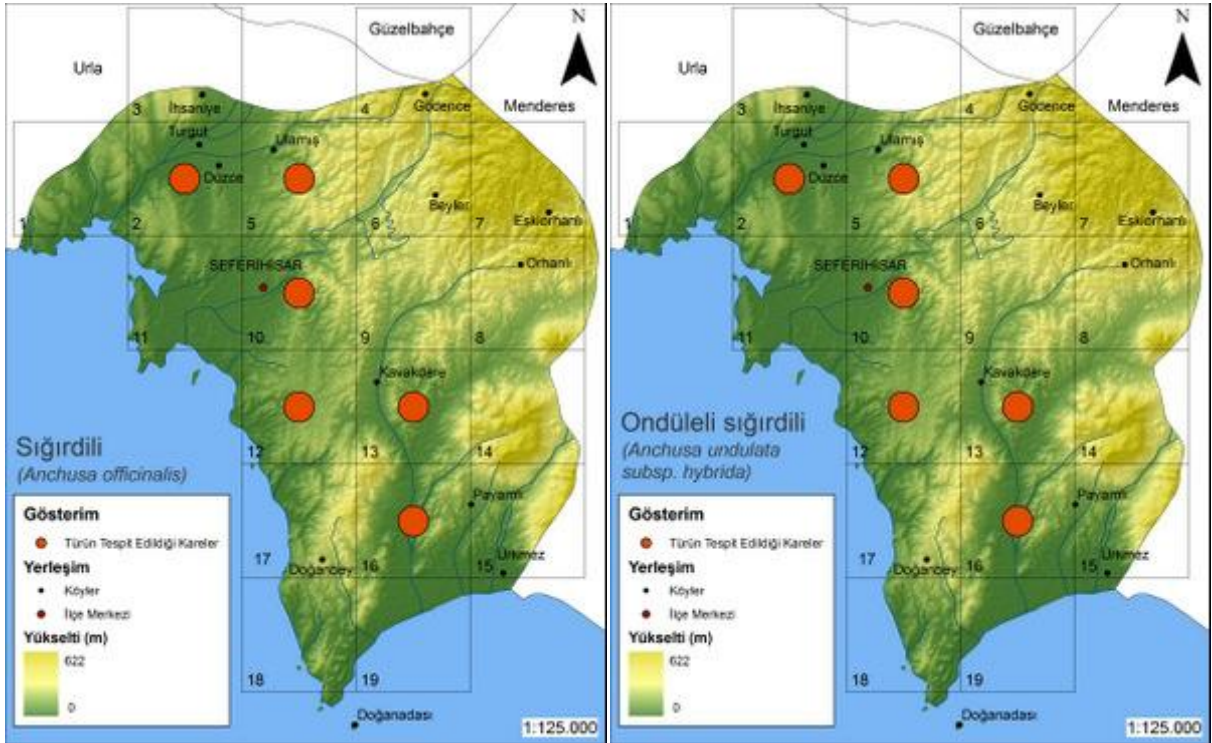 Güzelbahçe
N
Urla
3
4
İhsaniye
Gödence
Menderes
Turgut
Ulamış
Düzce
Beyler
1
2
5
6
7
Eskiorhanlı
SEFERİHİSAR
Orhanlı
11
10
9
8
Kavakdere
Sığırdili
(Anchusa officinalis)
12
13
14
Gösterim
Türün Tespit Edildiği Kareler
Yerleşim
Köyler
İlçe Merkezi
Yükselti (m)
622
0
Payamlı
17
Doğanbey
16
15
Ürkmez
18
19
Doğanadası
1:125.000
Güzelbahçe
N
Urla
3
4
İhsaniye
Gödence
Menderes
Turgut
Ulamış
Düzce
Beyler
1
2
5
6
7
Eskiorhanlı
SEFERİHİSAR
Orhanlı
11
10
9
8
Kavakdere
Ondüleli sığırdili
(Anchusa undulata
subsp. hybrida)
12
13
14
Gösterim
Türün Tespit Edildiği Kareler
Yerleşim
Köyler
İlçe Merkezi
Yükselti (m)
622
0
Payamlı
17
Doğanbey
16
15
Ürkmez
18
19
Doğanadası
1:125.000